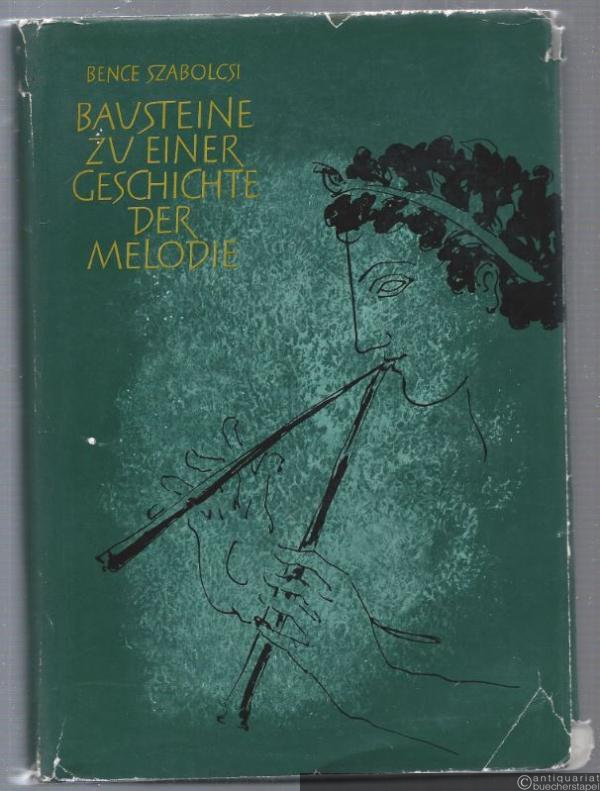 BENCE SZABOLCSI
BAUSTEINE
ZU EINER
GESCHICHTE
DER
MELODIE
©antiquariat
buecherstapel